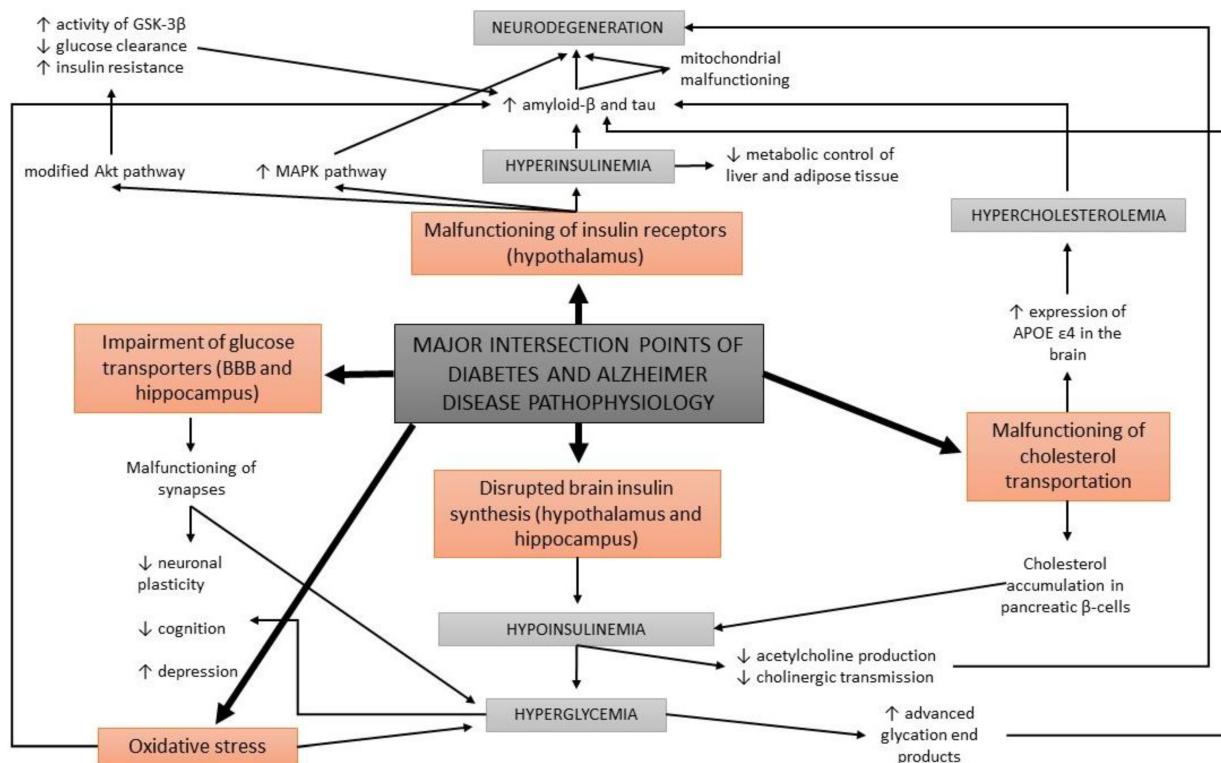 ↑ activity of GSK-3β
↓ glucose clearance
↑ insulin resistance
NEURODEGENERATION
mitochondrial
malfunctioning
↑ amyloid-β and tau
modified Akt pathway
↑ MAPK pathway
HYPERINSULINEMIA
↓ metabolic control of
liver and adipose tissue
HYPERCHOLESTEROLEMIA
Malfunctioning of insulin receptors
(hypothalamus)
↑ expression of
APOE ε4 in the
brain
Impairment of glucose
transporters (BBB and
hippocampus)
MAJOR INTERSECTION POINTS OF
DIABETES AND ALZHEIMER
DISEASE PATHOPHYSIOLOGY
Malfunctioning of
cholesterol
transportation
Malfunctioning of
synapses
Disrupted brain insulin
synthesis (hypothalamus and
hippocampus)
↓ neuronal
plasticity
Cholesterol
accumulation in
pancreatic β-cells
↓ cognition
HYPOINSULINEMIA
↑ depression
↓ acetylcholine production
↓ cholinergic transmission
HYPERGLYCEMIA
↑ advanced
glycation end
products
Oxidative stress